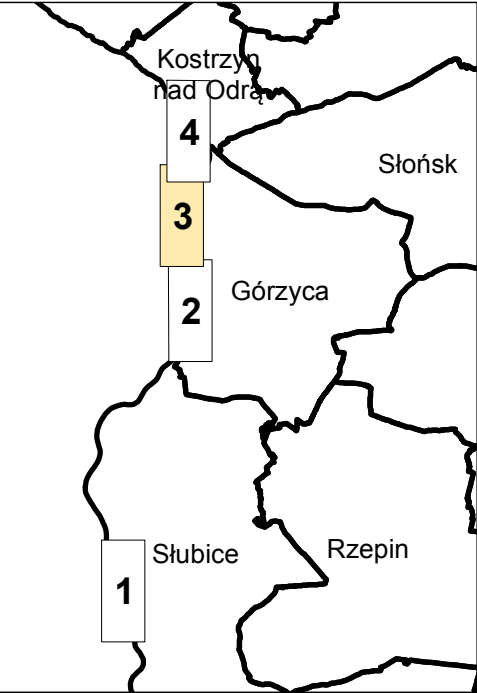 Kostrzyn
nad Odrą
4
Słońsk
3
Górzyca
2
Słubice
Rzepin
1